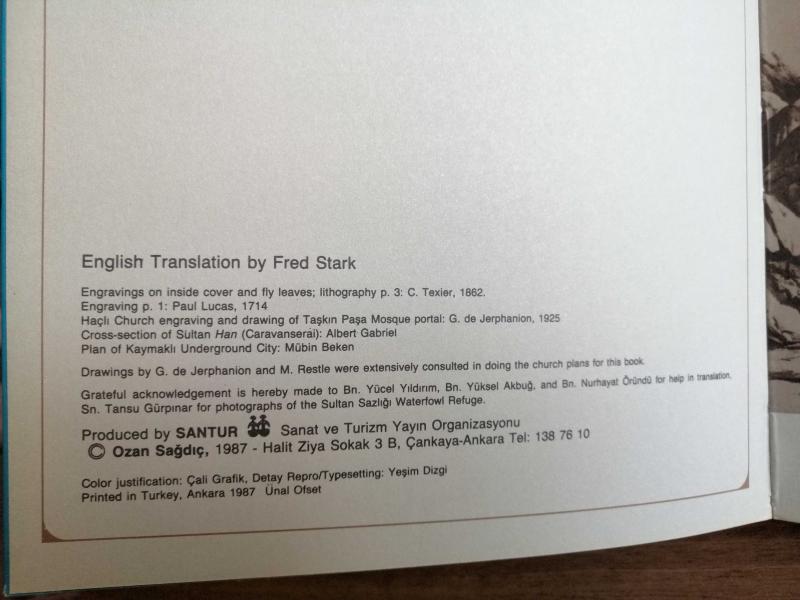 English Translation by Fred Stark
Engravings on inside cover and fly leaves; lithography p. 3: C. Texier, 1862.
Engraving p. 1: Paul Lucas, 1714
Haçlı Church engraving and drawing of Taşkın Paşa Mosque portal: G. de Jerphanion, 1925
Cross-section of Sultan Han (Caravanserai): Albert Gabriel
Plan of Kaymaklı Underground City: Mübin Beken
Drawings by G. de Jerphanion and M. Restle were extensively consulted in doing the church plans for this book.
Grateful acknowledgement is hereby made to Bn. Yücel Yıldırım, Bn. Yüksel Akbuğ, and Bn. Nurhayat Öründü for help in translation,
Sn. Tansu Gürpınar for photographs of the Sultan Sazlığı Waterfowl Refuge.
Produced by SANTUR Sanat ve Turizm Yayın Organizasyonu
© Ozan Sağdıç, 1987 - Halit Ziya Sokak 3 B, Çankaya-Ankara Tel: 138 76 10
Color justification: Çali Grafik, Detay Repro/Typesetting: Yeşim Dizgi
Printed in Turkey, Ankara 1987 Ünal Ofset